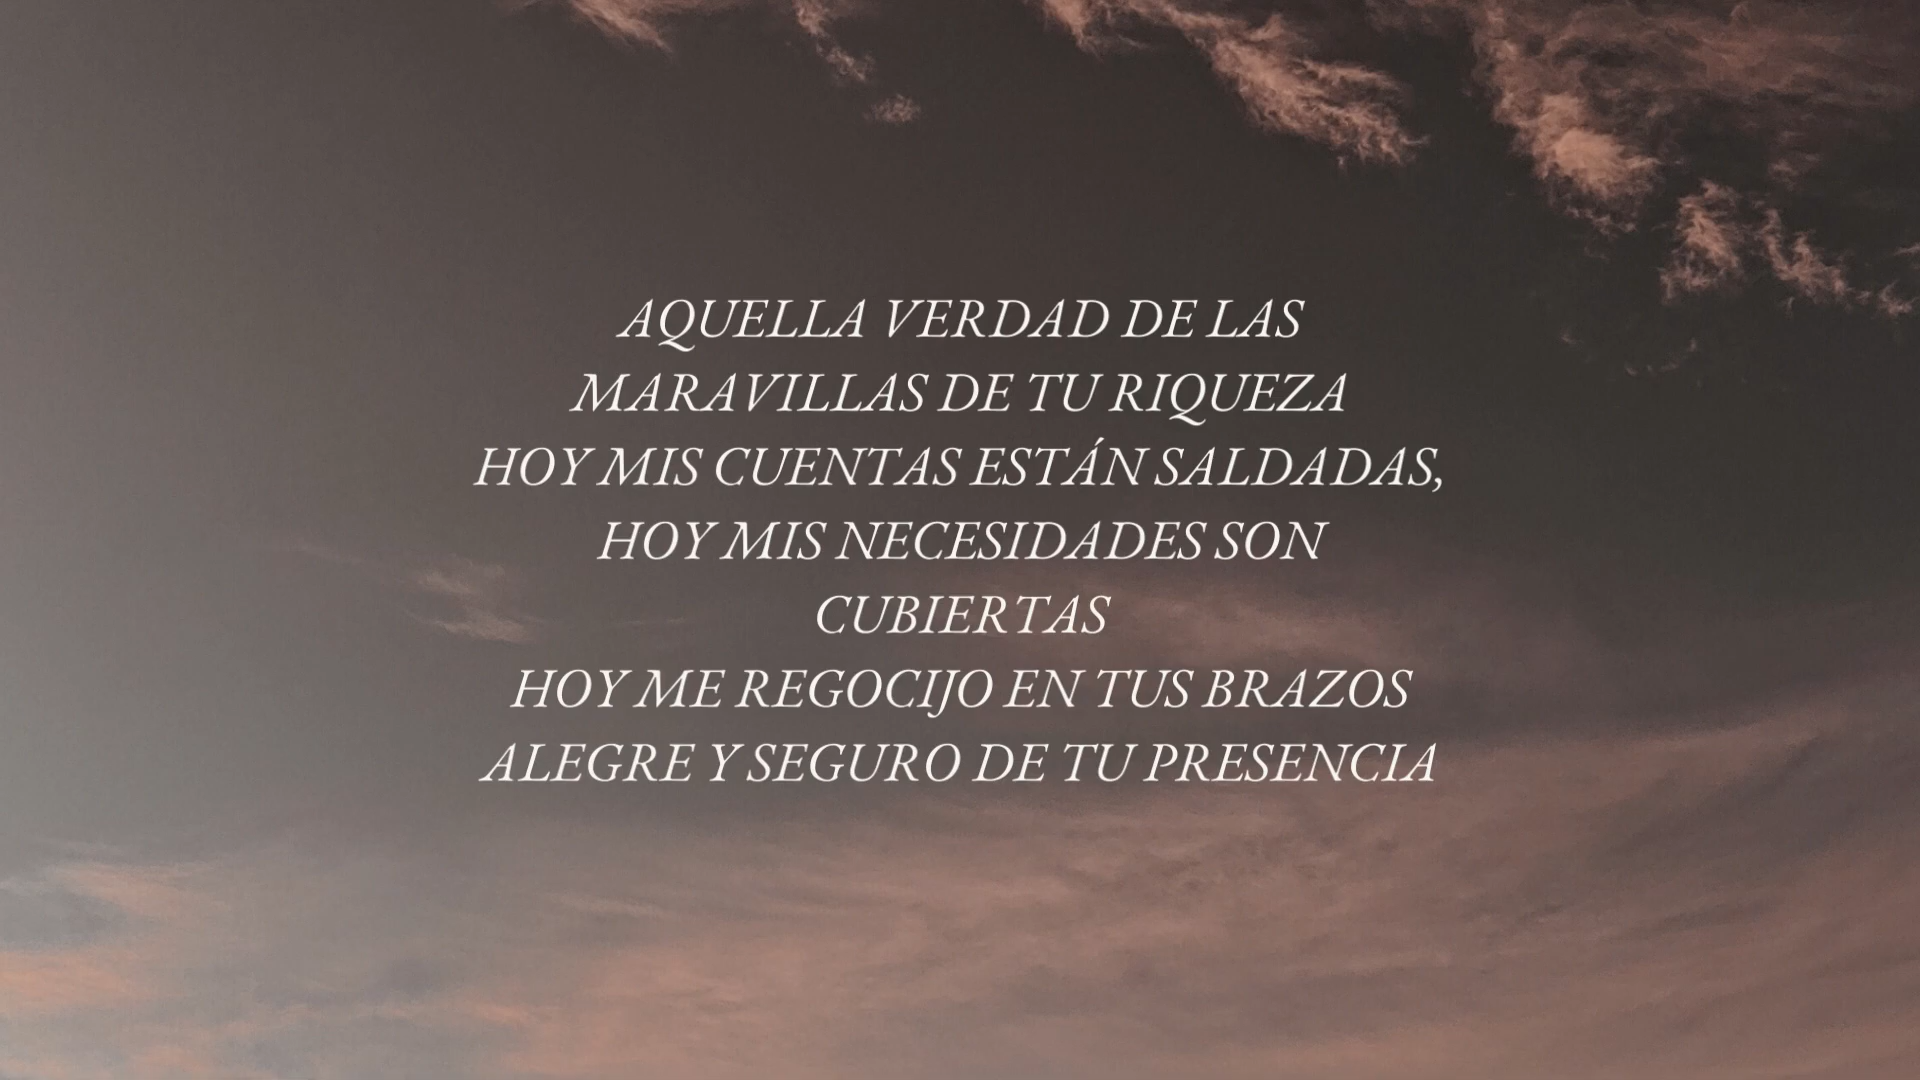 AQUELLA VERDAD DE LAS
MARAVILLAS DE TU RIQUEZA
HOY MIS CUENTAS ESTÁN SALDADAS,
HOY MIS NECESIDADES SON
CUBIERTAS
HOY ME REGOCIJO EN TUS BRAZOS
ALEGRE Y SEGURO DE TU PRESENCIA